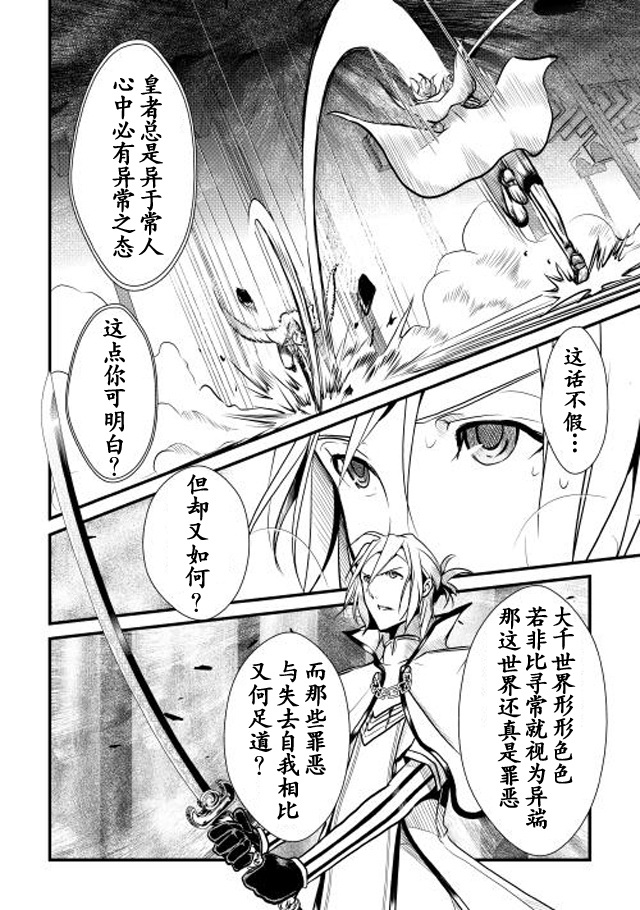 皇者总是异于常人
心中必有异常之态
这点你可明白？
这话不假…
但却又如何？
大千世界形形色色
若非比寻常就视为异端
那这世界还真是罪恶
而那些罪恶
与失去自我相比
又何足道？